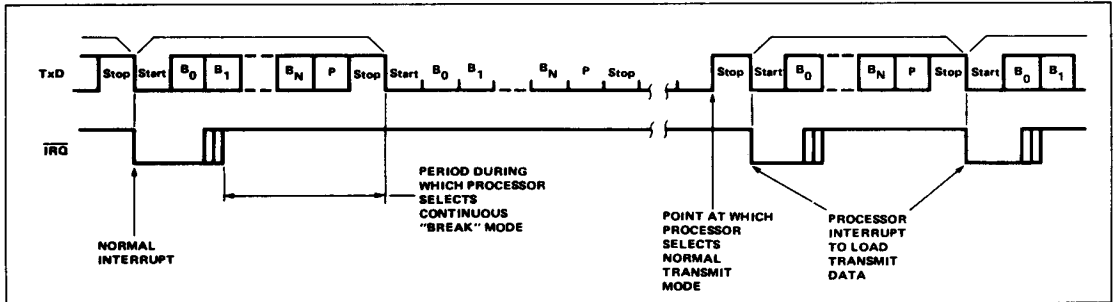 TxD Stop Start B0 B1 BN P Stop Start B0 B1 BN P Stop Stop Start B0 BN P Stop Start B0 B1
IRQ
NORMAL
INTERRUPT
PERIOD DURING
WHICH PROCESSOR
SELECTS
CONTINUOUS
"BREAK" MODE
POINT AT WHICH
PROCESSOR
SELECTS
NORMAL
TRANSMIT
MODE
PROCESSOR
INTERRUPT
TO LOAD
TRANSMIT
DATA